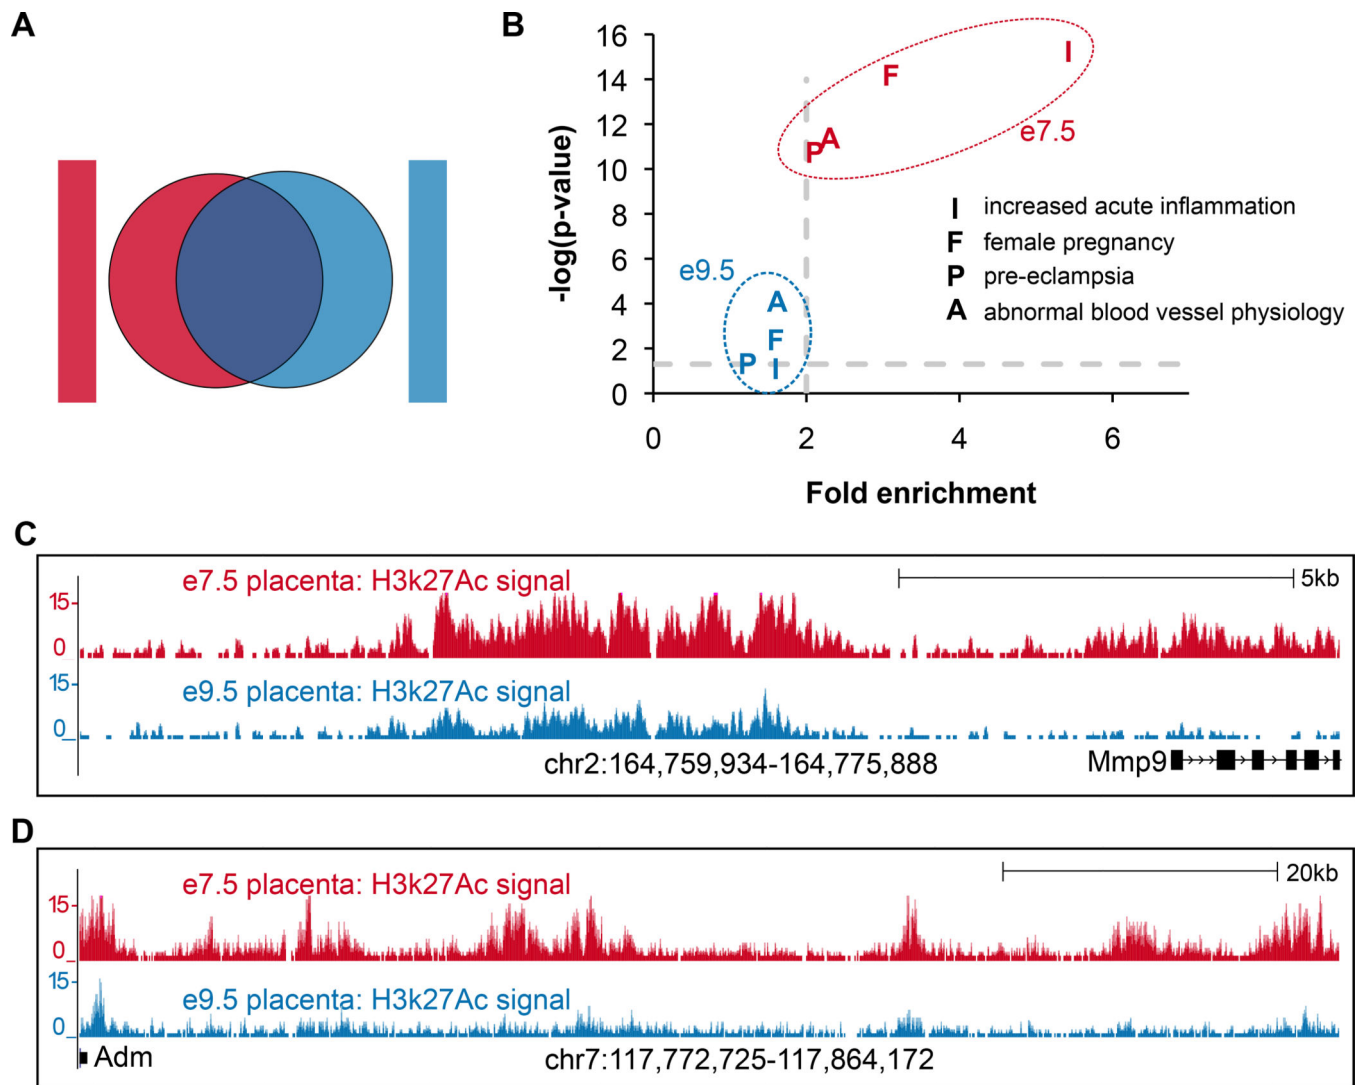 A
B
16
14
12
10
8
6
4
2
0
-log(p-value)
I
F
A
P
e7.5
e9.5
A
F
P
I
I increased acute inflammation
F female pregnancy
P pre-eclampsia
A abnormal blood vessel physiology
0 2 4 6
Fold enrichment
C
e7.5 placenta: H3k27Ac signal
5kb
15
0
e9.5 placenta: H3k27Ac signal
15
0
chr2:164,759,934-164,775,888
Mmp9
D
e7.5 placenta: H3k27Ac signal
20kb
15
0
e9.5 placenta: H3k27Ac signal
15
0
Adm
chr7:117,772,725-117,864,172